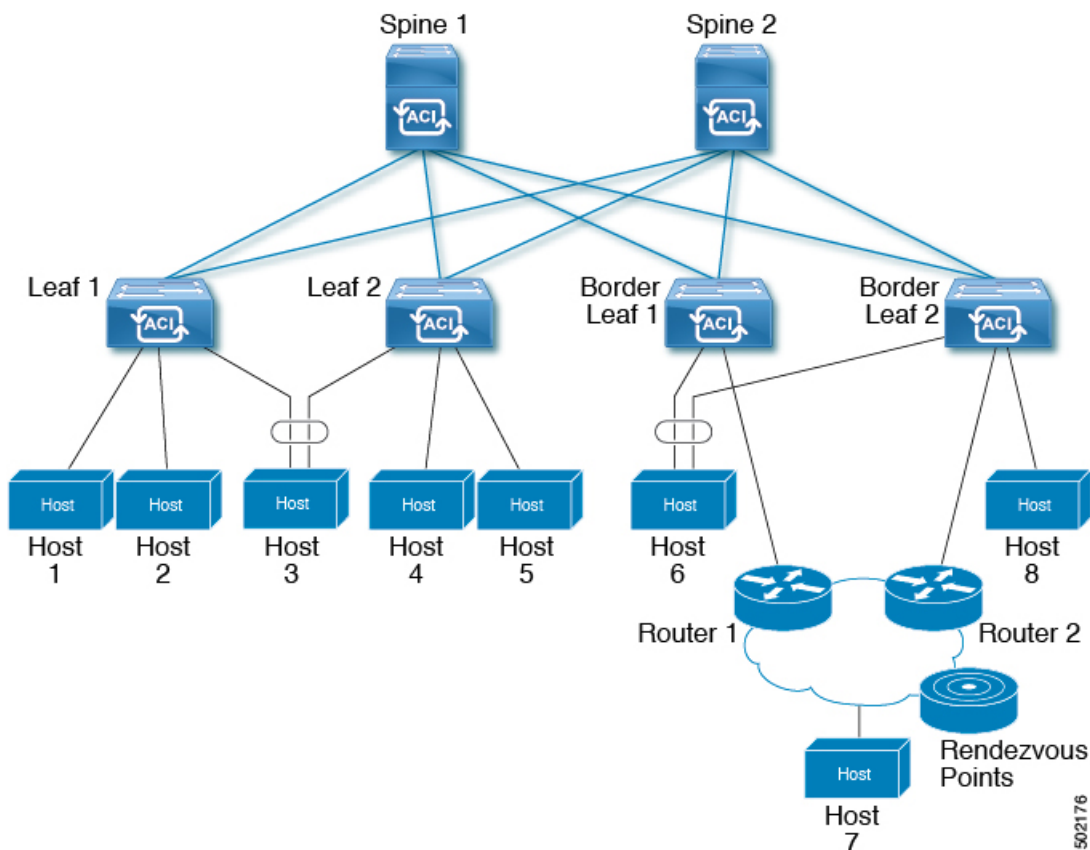 Spine 1
Spine 2
ACI
ACI
Leaf 1
Leaf 2
Border
Leaf 1
Border
Leaf 2
ACI
ACI
ACI
ACI
Host
Host
Host
Host
Host
Host
Host
Host
1
Host
2
Host
3
Host
4
Host
5
Host
6
Host
8
Router 1
Router 2
Rendezvous
Points
Host
Host
7
502176